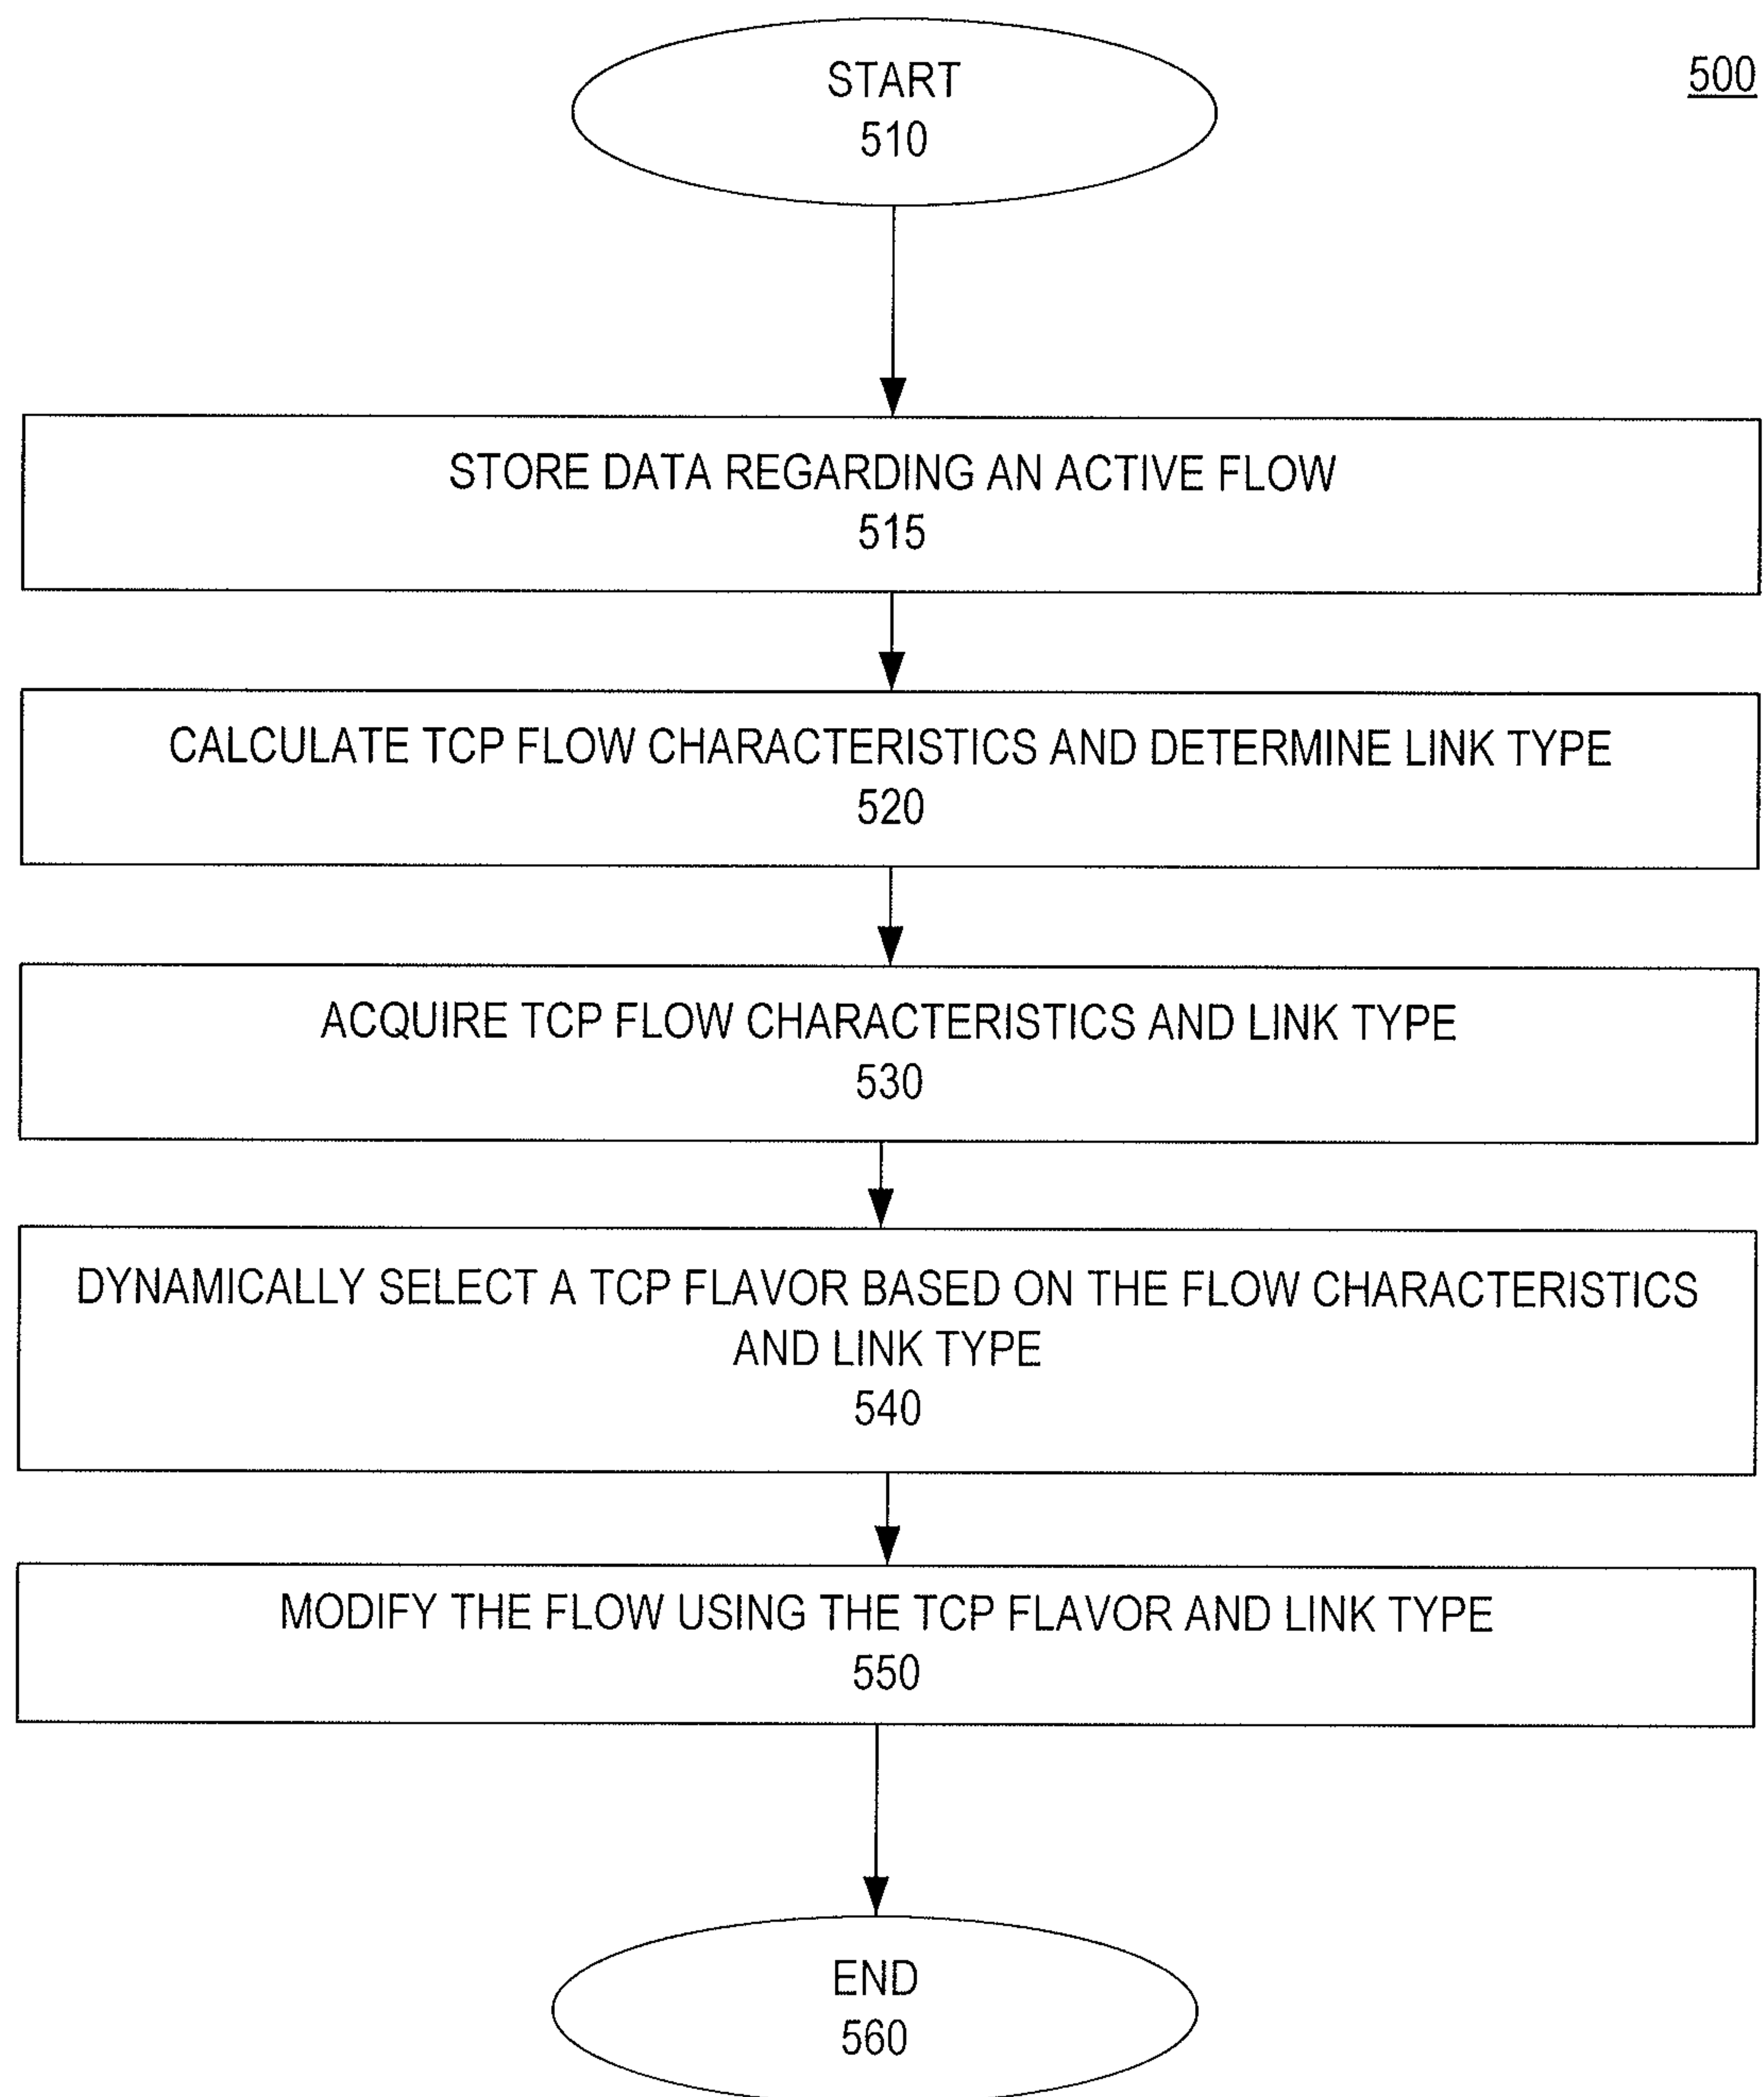 START
510
500
STORE DATA REGARDING AN ACTIVE FLOW
515
CALCULATE TCP FLOW CHARACTERISTICS AND DETERMINE LINK TYPE
520
ACQUIRE TCP FLOW CHARACTERISTICS AND LINK TYPE
530
DYNAMICALLY SELECT A TCP FLAVOR BASED ON THE FLOW CHARACTERISTICS
AND LINK TYPE
540
MODIFY THE FLOW USING THE TCP FLAVOR AND LINK TYPE
550
END
560